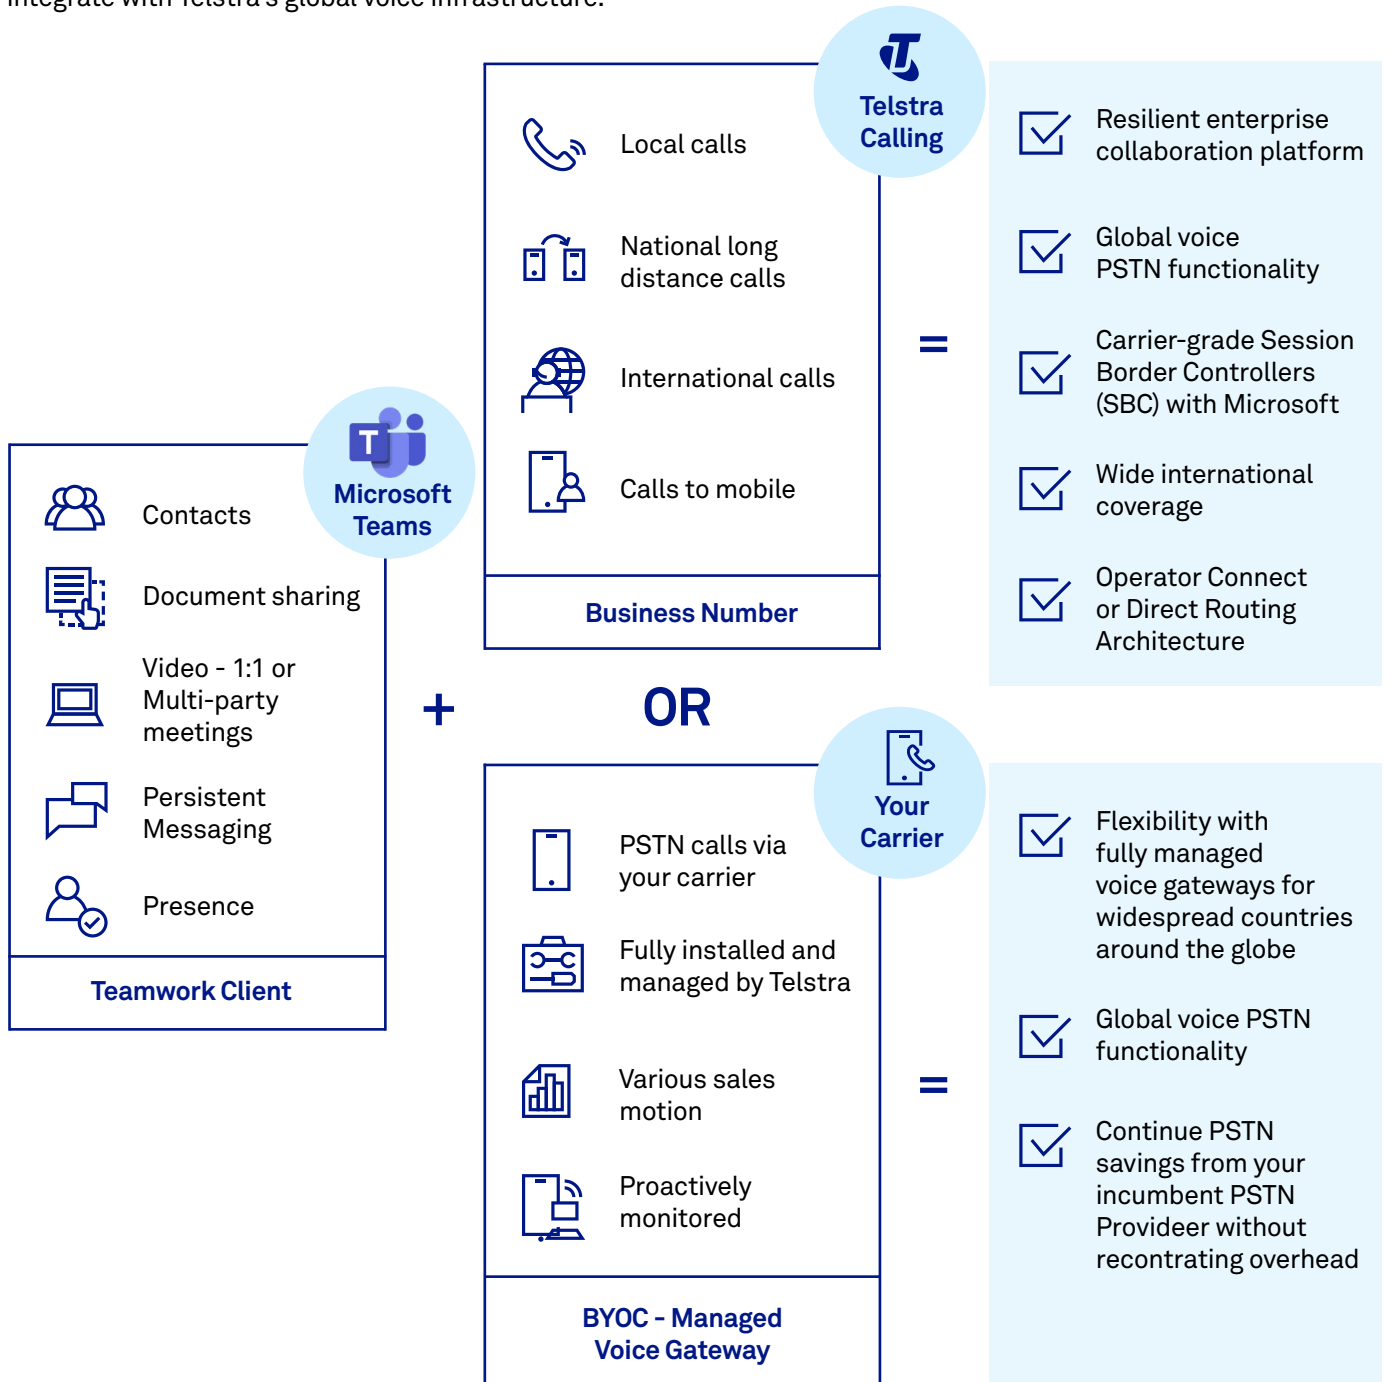 integrate with Telstra's global voice infrastructure.
Microsoft
Teams
Contacts
Document sharing
Video - 1:1 or
Multi-party
meetings
Persistent
Messaging
Presence
Teamwork Client
+
Telstra
Calling
Local calls
National long
distance calls
International calls
Calls to mobile
Business Number
=
Resilient enterprise
collaboration platform
Global voice
PSTN functionality
Carrier-grade Session
Border Controllers
(SBC) with Microsoft
Wide international
coverage
Operator Connect
or Direct Routing
Architecture
OR
Your
Carrier
PSTN calls via
your carrier
Fully installed and
managed by Telstra
Various sales
motion
Proactively
monitored
BYOC - Managed
Voice Gateway
=
Flexibility with
fully managed
voice gateways for
widespread countries
around the globe
Global voice PSTN
functionality
Continue PSTN
savings from your
incumbent PSTN
Provideer without
recontrating overhead